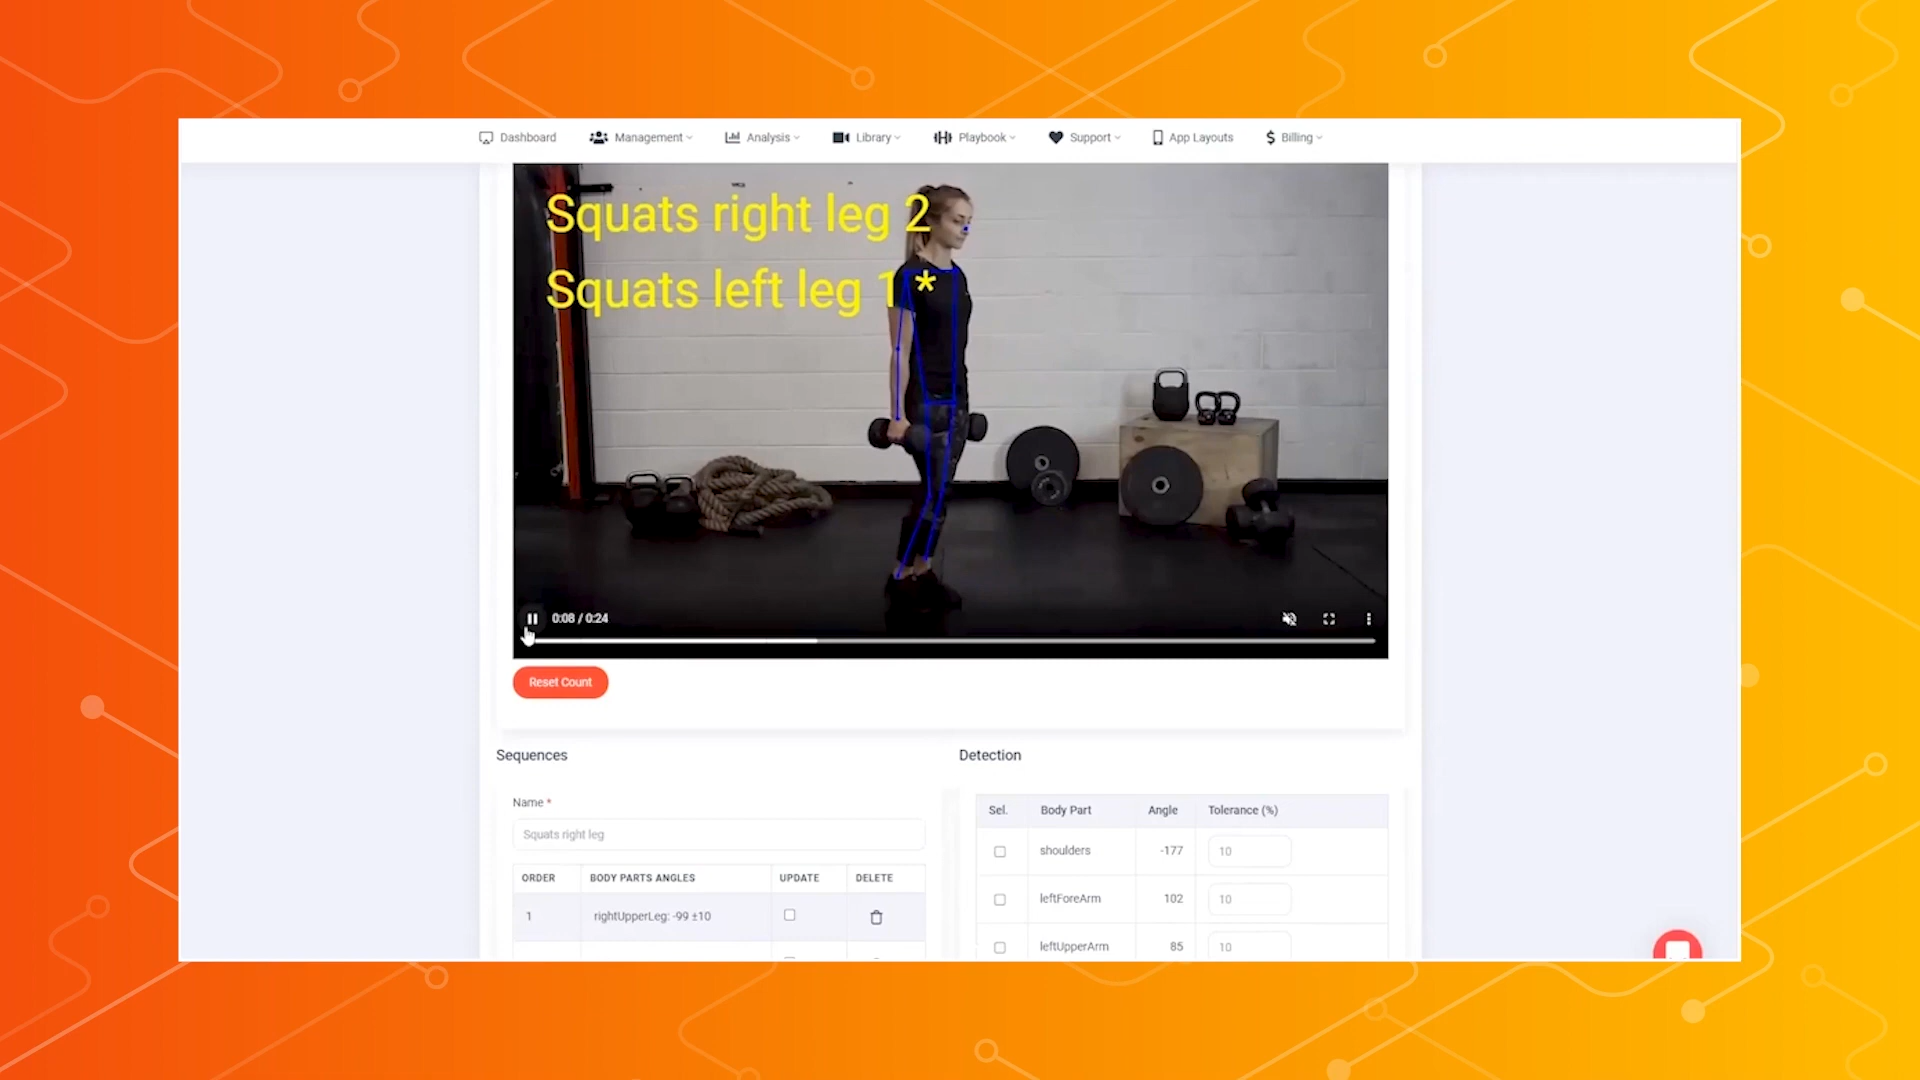 Dashboard Management Analysis Library Playbook Support App Layouts Billing
Squats right leg 2
Squats left leg 1 *
0:08 / 0:24
Reset Count
Sequences
Name *
Squats right leg
ORDER BODY PARTS ANGLES UPDATE DELETE
1 rightUpperLeg: -99 ±10
Detection
Sel. Body Part Angle Tolerance (%)
shoulders -177 10
leftForeArm 102 10
leftUpperArm 85 10